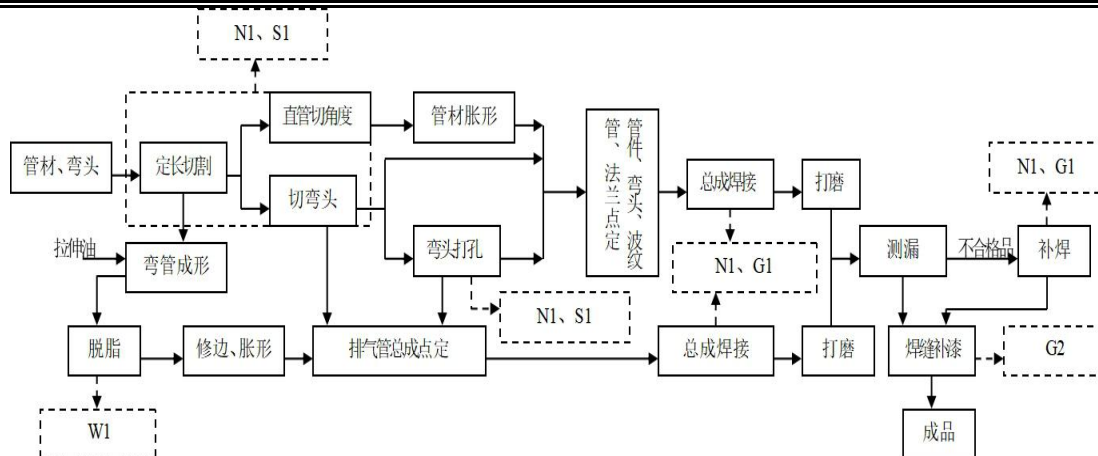 N1、S1
直管切角度
管材胀形
管材、弯头
定长切割
切弯头
管件、弯头、波纹
管、法兰点定
总成焊接
打磨
N1、G1
拉伸油
弯管成形
弯头打孔
N1、G1
测漏
不合格品
补焊
N1、S1
脱脂
修边、胀形
排气管总成点定
总成焊接
打磨
焊缝补漆
G2
W1
成品